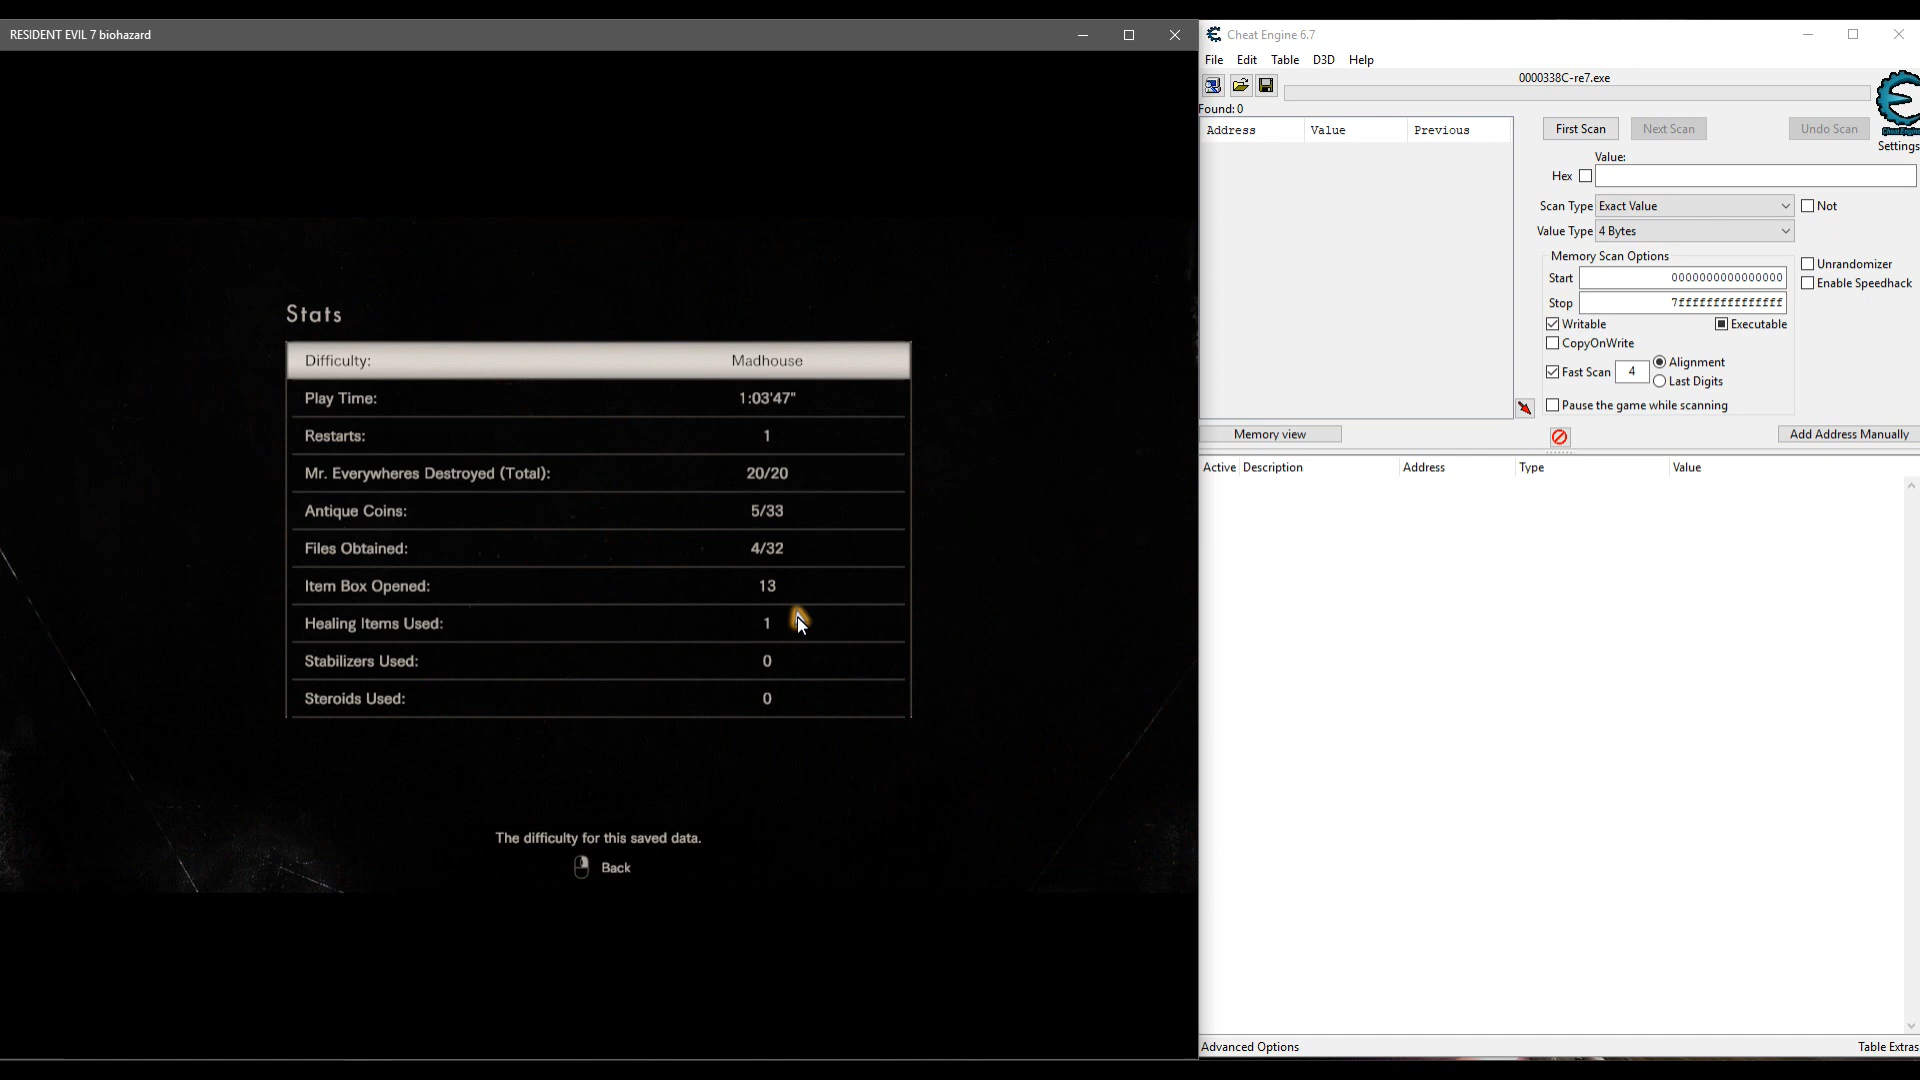 RESIDENT EVIL 7 biohazard
Stats
Difficulty: Madhouse
Play Time: 1:03'47"
Restarts: 1
Mr. Everywheres Destroyed (Total): 20/20
Antique Coins: 5/33
Files Obtained: 4/32
Item Box Opened: 13
Healing Items Used: 1
Stabilizers Used: 0
Steroids Used: 0
The difficulty for this saved data.
Back
Cheat Engine 6.7
File Edit Table D3D Help
0000338C-re7.exe
Found: 0
Address Value Previous
First Scan Next Scan Undo Scan
Settings
Value:
Hex
Scan Type Exact Value Not
Value Type 4 Bytes
Memory Scan Options
Start 0000000000000000
Unrandomizer
Enable Speedhack
Stop 7fffffffffffffff
Writable Executable
CopyOnWrite
Fast Scan 4 Alignment
Last Digits
Pause the game while scanning
Memory view Add Address Manually
Active Description Address Type Value
Advanced Options Table Extras